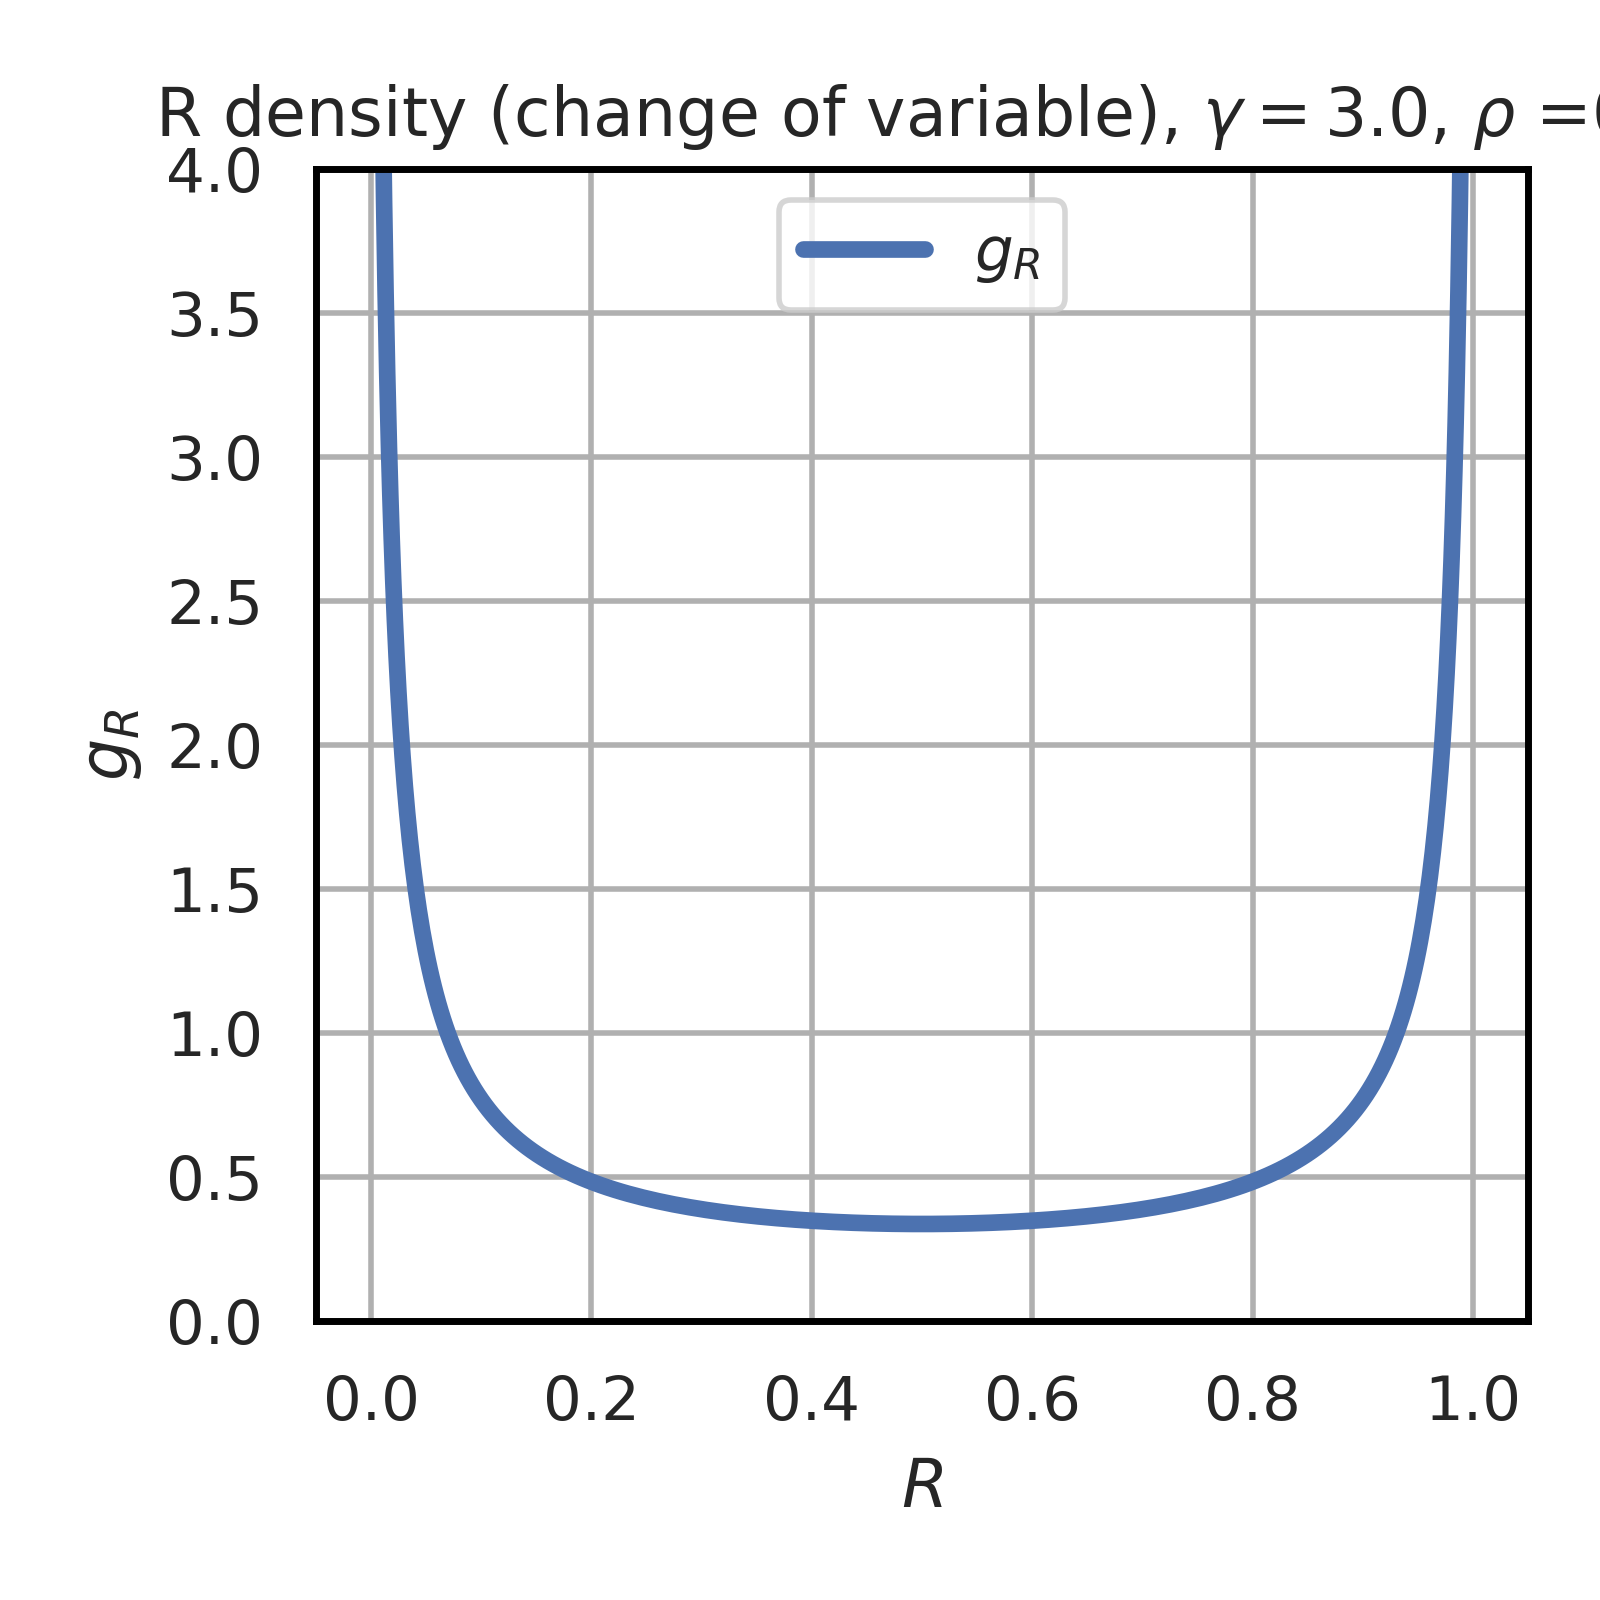 R density (change of variable), γ = 3.0, ρ =
4.0
g_R
3.5
3.0
2.5
g_R
2.0
1.5
1.0
0.5
0.0
0.0 0.2 0.4 0.6 0.8 1.0
R